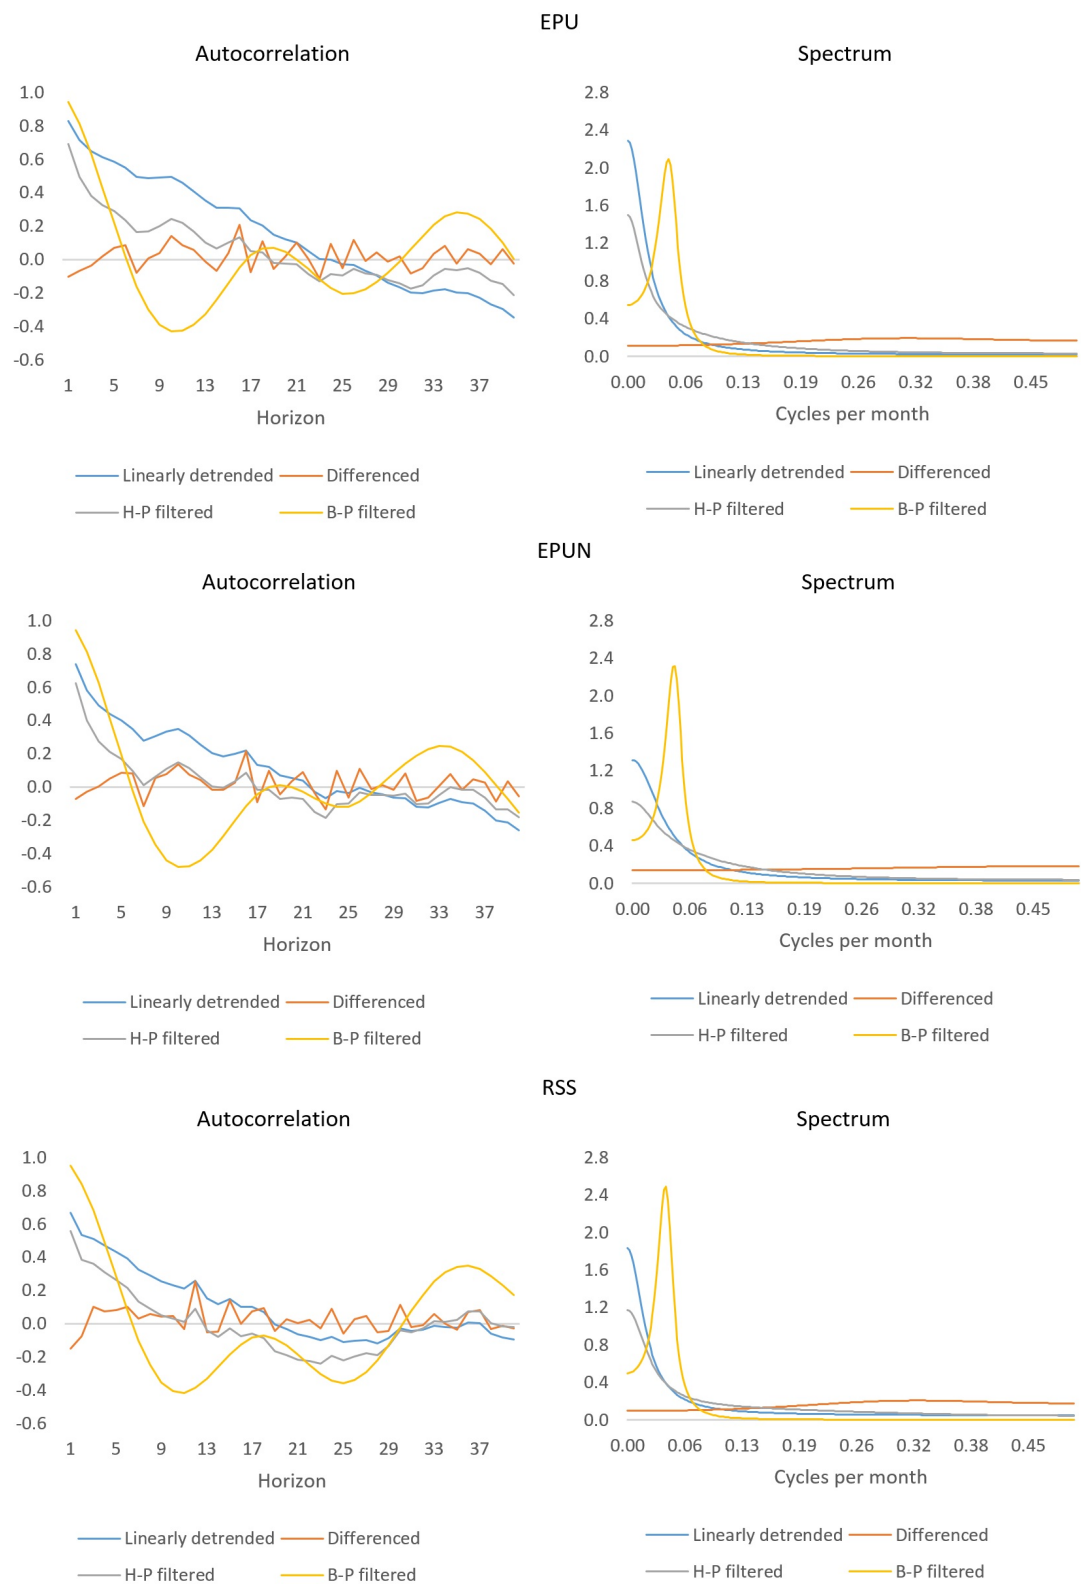 EPU
Autocorrelation
1.0
0.8
0.6
0.4
0.2
0.0
-0.2
-0.4
-0.6
1 5 9 13 17 21 25 29 33 37
Horizon
Linearly detrended Differenced
H-P filtered B-P filtered
Spectrum
2.8
2.4
2.0
1.6
1.2
0.8
0.4
0.0
0.00 0.06 0.13 0.19 0.26 0.32 0.38 0.45
Cycles per month
Linearly detrended Differenced
H-P filtered B-P filtered
EPUN
Autocorrelation
1.0
0.8
0.6
0.4
0.2
0.0
-0.2
-0.4
-0.6
1 5 9 13 17 21 25 29 33 37
Horizon
Linearly detrended Differenced
H-P filtered B-P filtered
Spectrum
2.8
2.4
2.0
1.6
1.2
0.8
0.4
0.0
0.00 0.06 0.13 0.19 0.26 0.32 0.38 0.45
Cycles per month
Linearly detrended Differenced
H-P filtered B-P filtered
RSS
Autocorrelation
1.0
0.8
0.6
0.4
0.2
0.0
-0.2
-0.4
-0.6
1 5 9 13 17 21 25 29 33 37
Horizon
Linearly detrended Differenced
H-P filtered B-P filtered
Spectrum
2.8
2.4
2.0
1.6
1.2
0.8
0.4
0.0
0.00 0.06 0.13 0.19 0.26 0.32 0.38 0.45
Cycles per month
Linearly detrended Differenced
H-P filtered B-P filtered